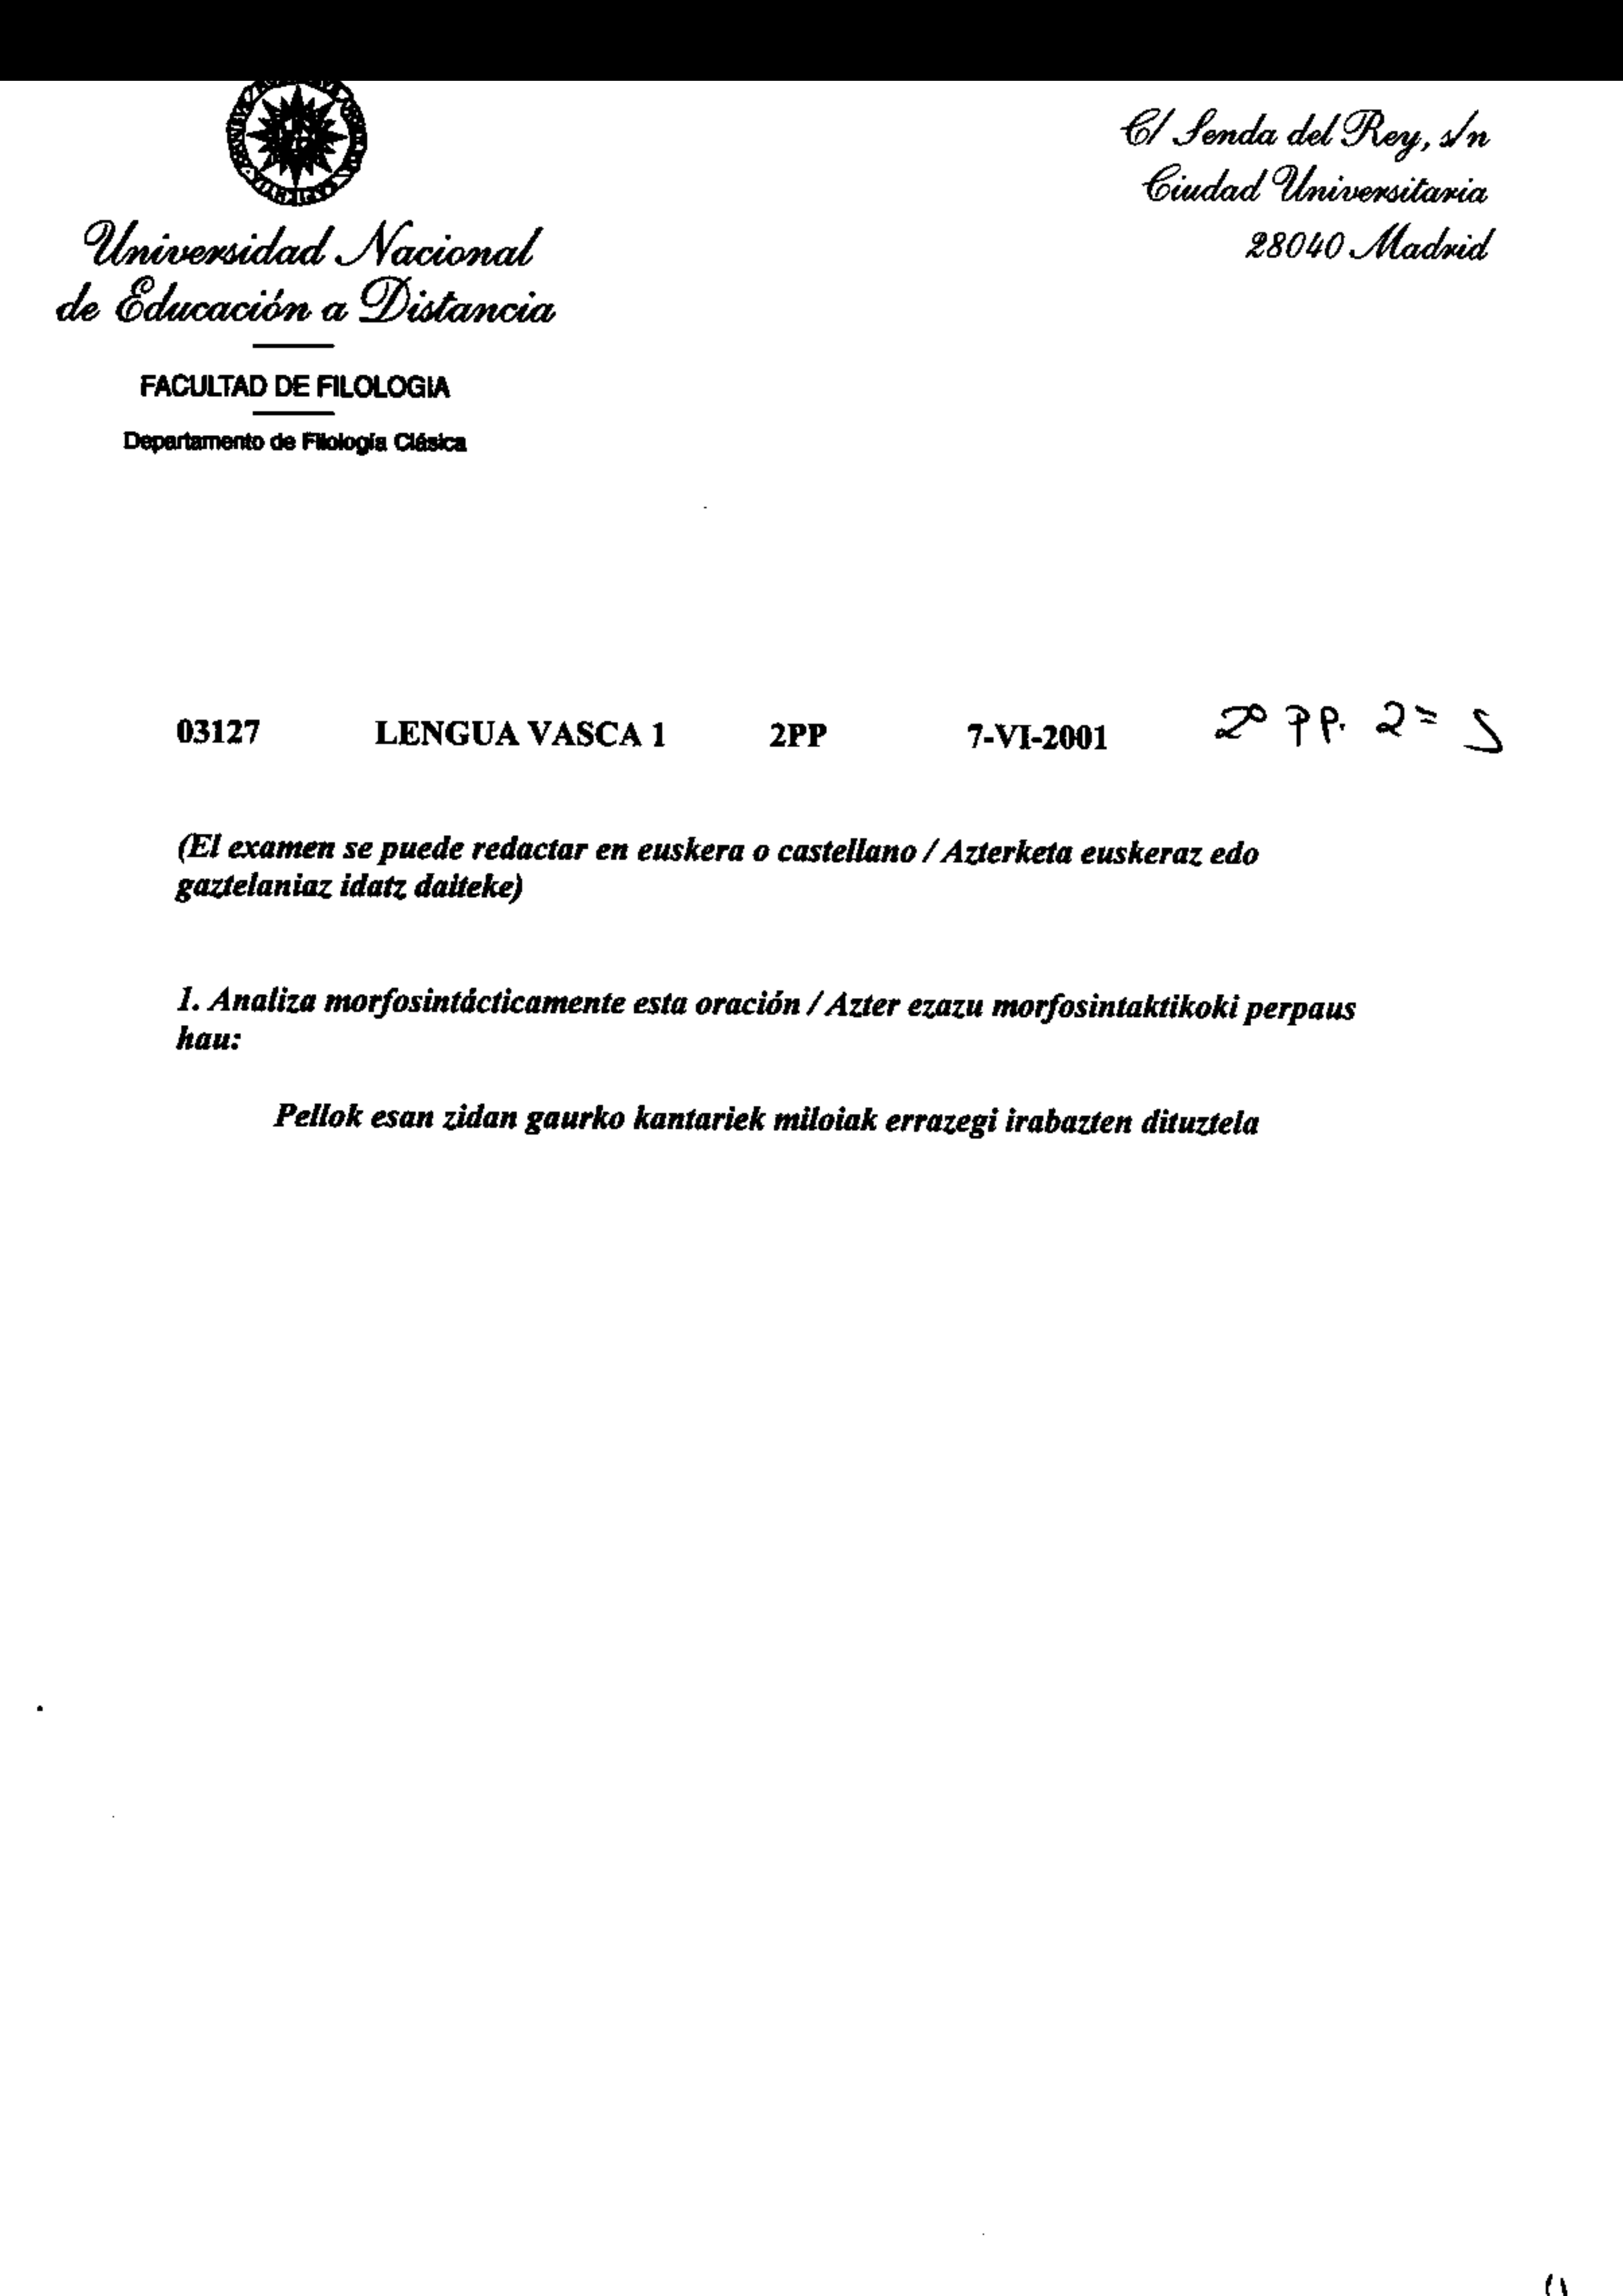 Universidad Nacional
de Educación a Distancia
FACULTAD DE FILOLOGIA
Departamento de Filología Clásica
C/ Senda del Rey, s/n
Ciudad Universitaria
28040 Madrid
03127 LENGUA VASCA 1 2PP 7-VI-2001 2º PP. 2= S
(El examen se puede redactar en euskera o castellano / Azterketa euskeraz edo
gaztelaniaz idatz daiteke)
1. Analiza morfosintácticamente esta oración / Azter ezazu morfosintaktikoki perpaus
hau:
Pellok esan zidan gaurko kantariek miloiak errazegi irabazten dituztela